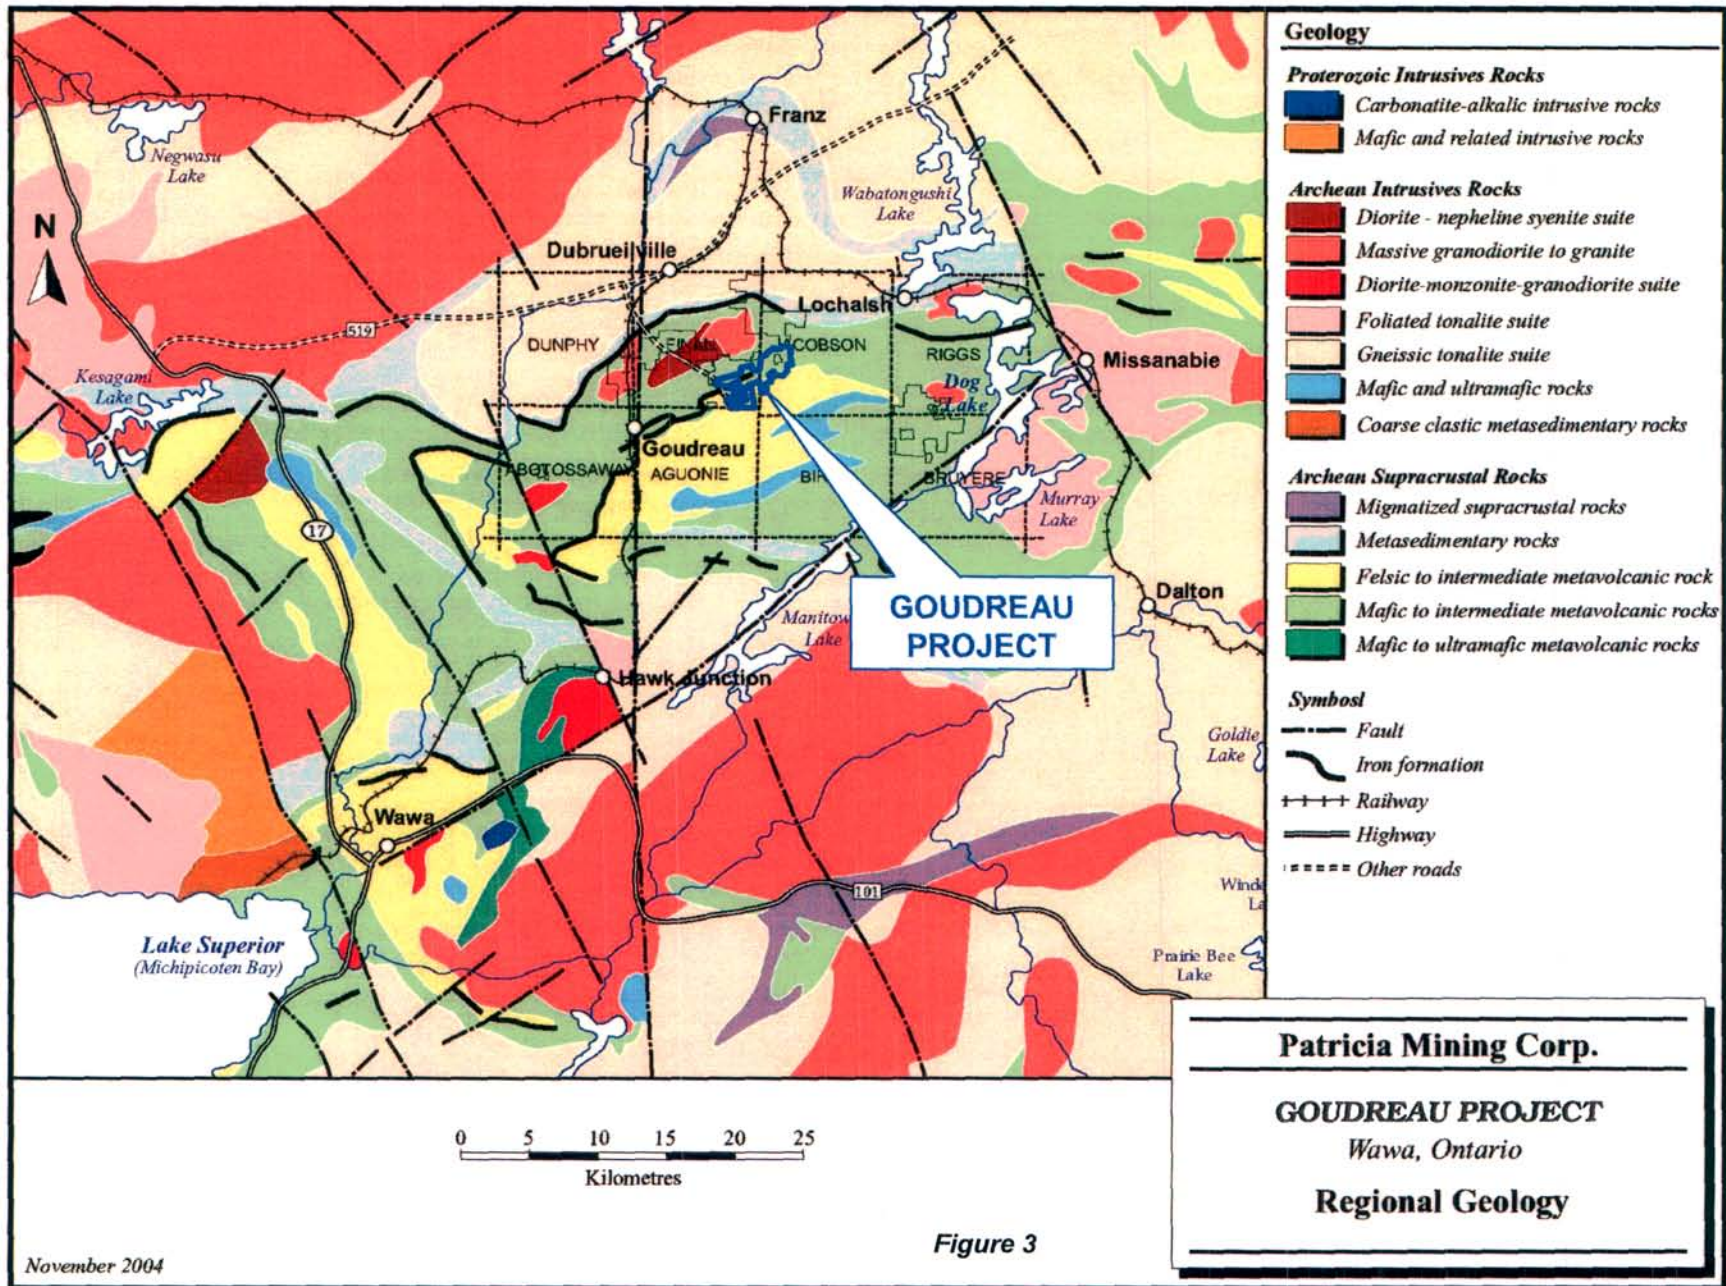 Geology
Proterozoic Intrusives Rocks
Carbonatite-alkalic intrusive rocks
Mafic and related intrusive rocks
Archean Intrusives Rocks
Diorite - nepheline syenite suite
Massive granodiorite to granite
Diorite-monzonite-granodiorite suite
Foliated tonalite suite
Gneissic tonalite suite
Mafic and ultramafic rocks
Coarse clastic metasedimentary rocks
Archean Supracrustal Rocks
Migmatized supracrustal rocks
Metasedimentary rocks
Felsic to intermediate metavolcanic rock
Mafic to intermediate metavolcanic rocks
Mafic to ultramafic metavolcanic rocks
Symbosl
Fault
Iron formation
Railway
Highway
Other roads
Franz
Negwasu
Lake
Wabatongushi
Lake
N
Dubrueilville
Lochalsh
519
DUNPHY
COBSON
RIGGS
Missanabie
Kesagami
Lake
Dog
Lake
Goudreau
ABOTOSSAWAY
AGUONIE
BIR
BRUYERE
Murray
Lake
17
GOUDREAU
PROJECT
Dalton
Manitow
Lake
Hawk Junction
Goldie
Lake
Wawa
101
Winde
La
Lake Superior
(Michipicoten Bay)
Prairie Bee
Lake
Patricia Mining Corp.
GOUDREAU PROJECT
Wawa, Ontario
Regional Geology
0 5 10 15 20 25
Kilometres
Figure 3
November 2004